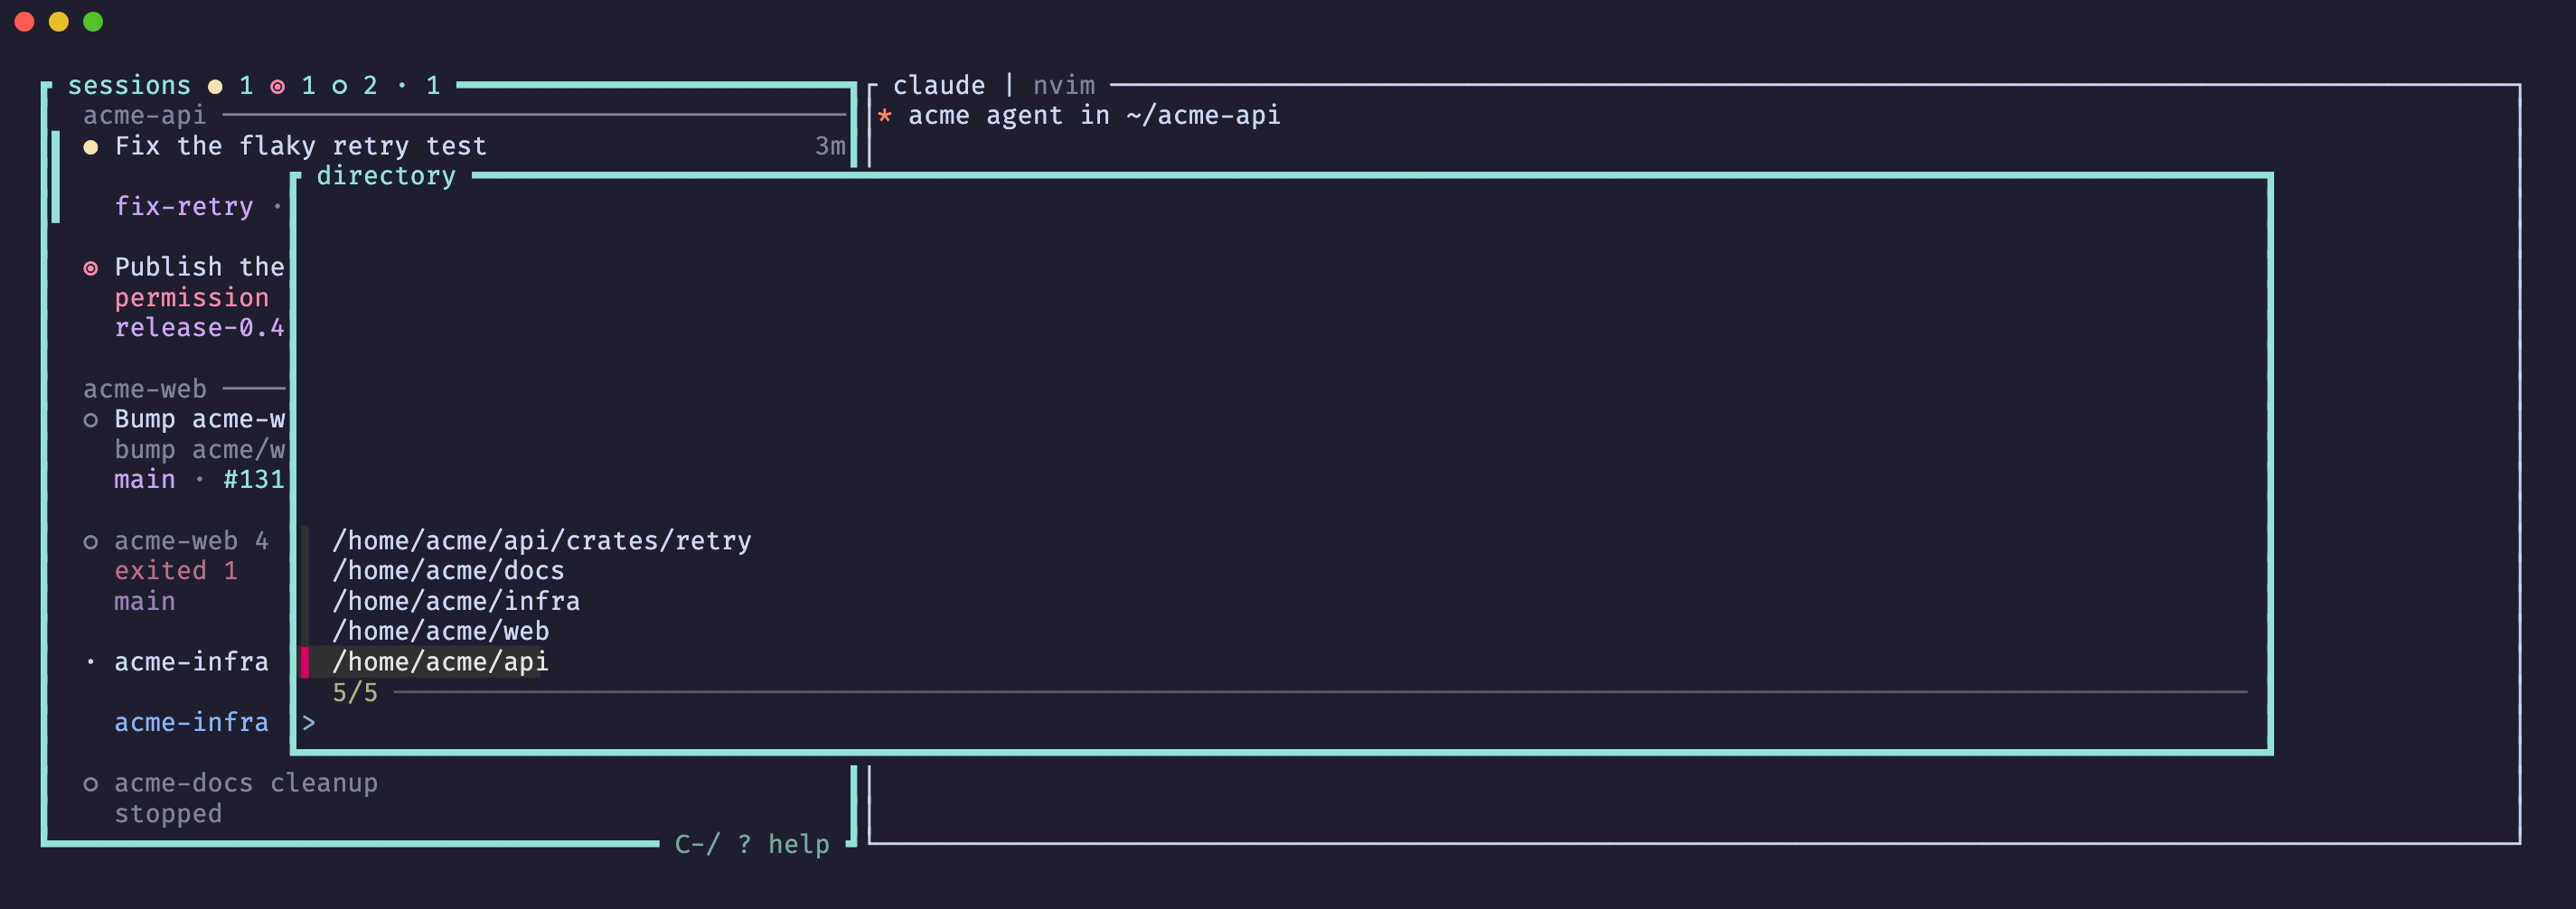 sessions ● 1 ◉ 1 ○ 2 · 1
claude | nvim
acme-api
* acme agent in ~/acme-api
● Fix the flaky retry test 3m
directory
fix-retry ·
◉ Publish the
permission
release-0.4
acme-web
○ Bump acme-w
bump acme/w
main · #131
○ acme-web 4
exited 1
main
· acme-infra
acme-infra
/home/acme/api/crates/retry
/home/acme/docs
/home/acme/infra
/home/acme/web
/home/acme/api
5/5
>
○ acme-docs cleanup
stopped
C-/ ? help